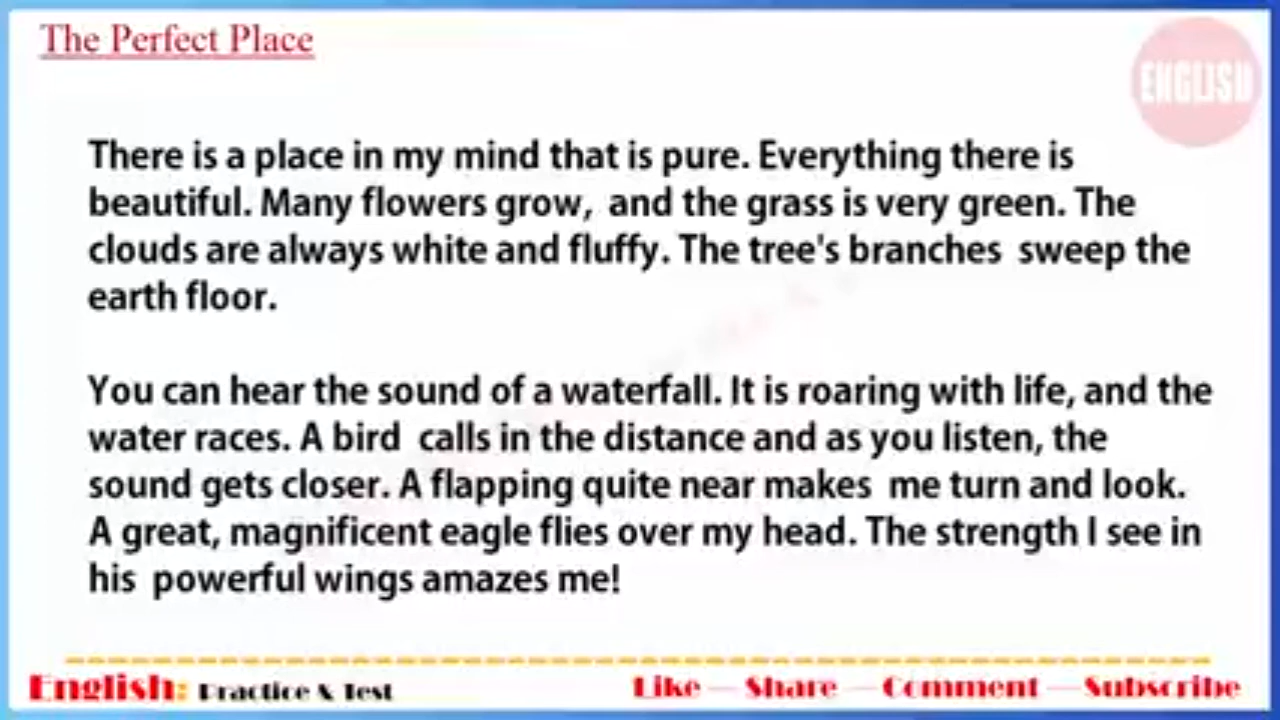 The Perfect Place
ENGLISH
There is a place in my mind that is pure. Everything there is
beautiful. Many flowers grow, and the grass is very green. The
clouds are always white and fluffy. The tree's branches sweep the
earth floor.
You can hear the sound of a waterfall. It is roaring with life, and the
water races. A bird calls in the distance and as you listen, the
sound gets closer. A flapping quite near makes me turn and look.
A great, magnificent eagle flies over my head. The strength I see in
his powerful wings amazes me!
English: Practice & Test
Like — Share — Comment — Subscribe